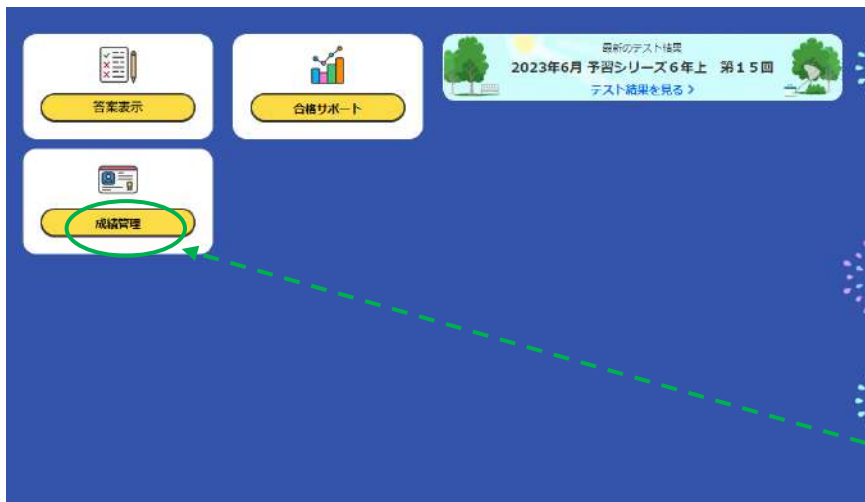 答案表示
合格サポート
最新のテスト結果
2023年6月 予習シリーズ6年上 第15回
テスト結果を見る >
成績管理